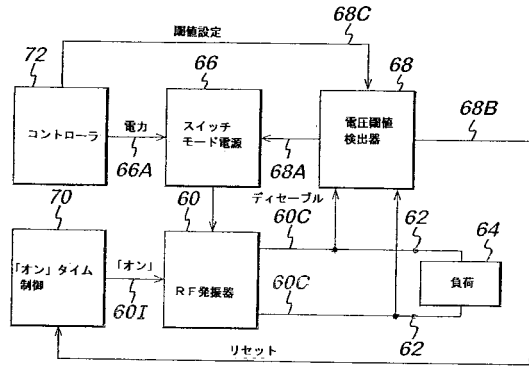 閾値設定
68C
72
66
68
コントローラ
電力
66A
スイッチ
モード電源
電圧閾値
検出器
68B
68A
ディセーブル
70
60
60C
62
64
「オン」タイム
制御
「オン」
60I
RF発振器
60C
62
負荷
リセット